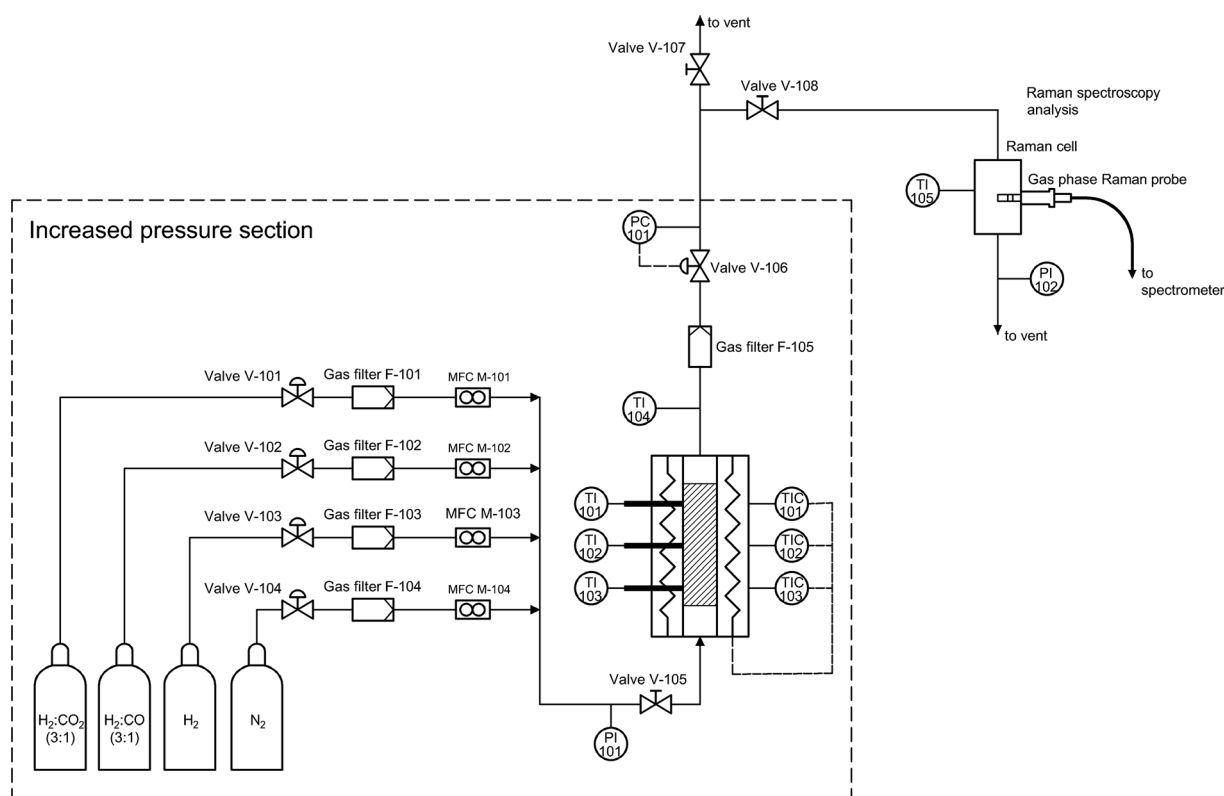 to vent
Valve V-107
Valve V-108
Raman spectroscopy
analysis
Raman cell
Gas phase Raman probe
TI
105
PI
102
to
spectrometer
to vent
Increased pressure section
PC
101
Valve V-106
Gas filter F-105
TI
104
Valve V-101
Gas filter F-101
MFC M-101
Valve V-102
Gas filter F-102
MFC M-102
Valve V-103
Gas filter F-103
MFC M-103
Valve V-104
Gas filter F-104
MFC M-104
TI
101
TI
102
TI
103
TIC
101
TIC
102
TIC
103
Valve V-105
PI
101
H₂:CO₂
(3:1)
H₂:CO
(3:1)
H₂
N₂